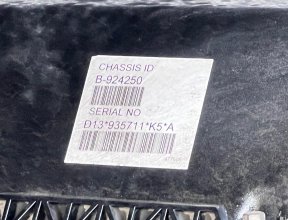 CHASSIS ID
B-924250
SERIAL NO
D13*935711*K5*A